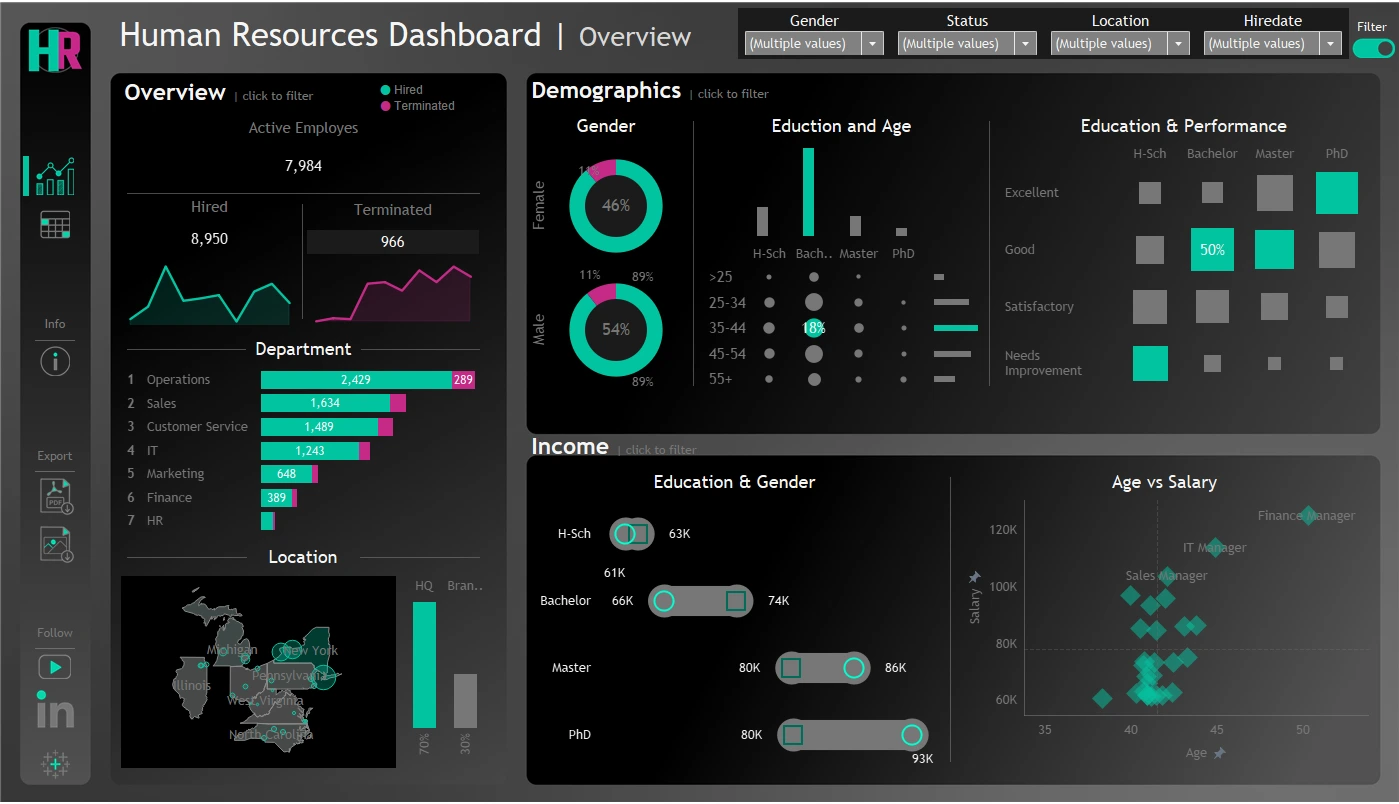 HR
Human Resources Dashboard | Overview
Gender
(Multiple values)
Status
(Multiple values)
Location
(Multiple values)
Hiredate
(Multiple values)
Filter
Info
Export
PDF
Follow
in
Overview | click to filter
Hired
Terminated
Active Employes
7,984
Hired
8,950
Terminated
966
Department
1 Operations 2,429 289
2 Sales 1,634
3 Customer Service 1,489
4 IT 1,243
5 Marketing 648
6 Finance 389
7 HR
Location
Michigan
New York
Illinois
Pennsylvania
West Virginia
North Carolina
HQ Bran..
70% 30%
Demographics | click to filter
Gender
Female
11%
46%
89%
Male
11%
54%
89%
Eduction and Age
H-Sch Bach.. Master PhD
>25
25-34
35-44 18%
45-54
55+
Education & Performance
H-Sch Bachelor Master PhD
Excellent
Good 50%
Satisfactory
Needs
Improvement
Income | click to filter
Education & Gender
H-Sch 63K
61K
Bachelor 66K 74K
Master 80K 86K
PhD 80K
93K
Age vs Salary
Salary
120K
100K
80K
60K
Finance Manager
IT Manager
Sales Manager
35 40 45 50
Age